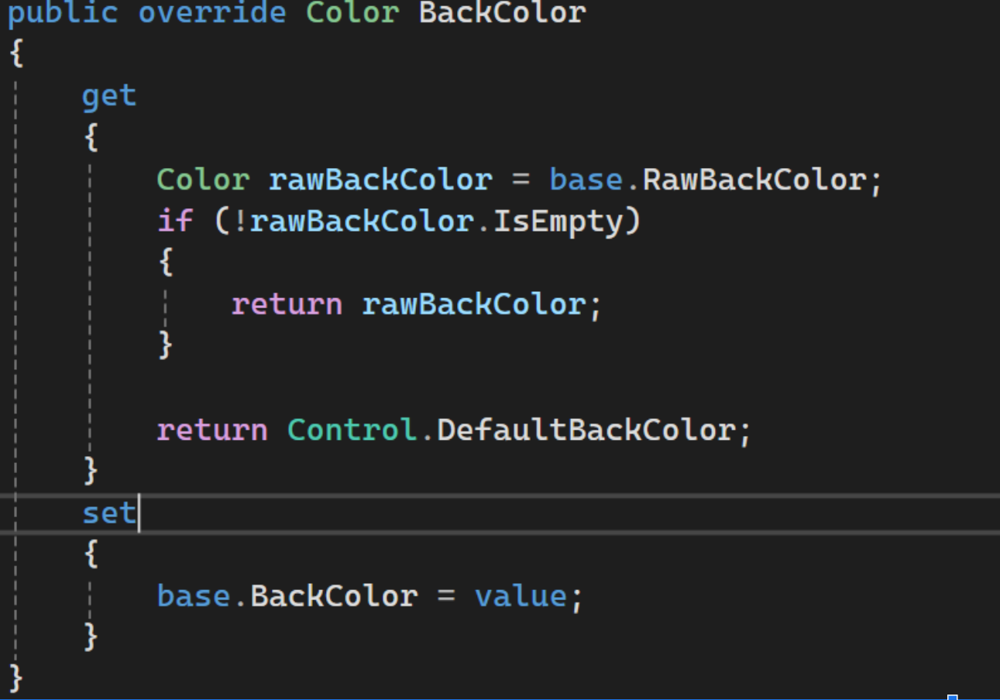 public override Color BackColor
{
    get
    {
        Color rawBackColor = base.RawBackColor;
        if (!rawBackColor.IsEmpty)
        {
            return rawBackColor;
        }

        return Control.DefaultBackColor;
    }
    set
    {
        base.BackColor = value;
    }
}